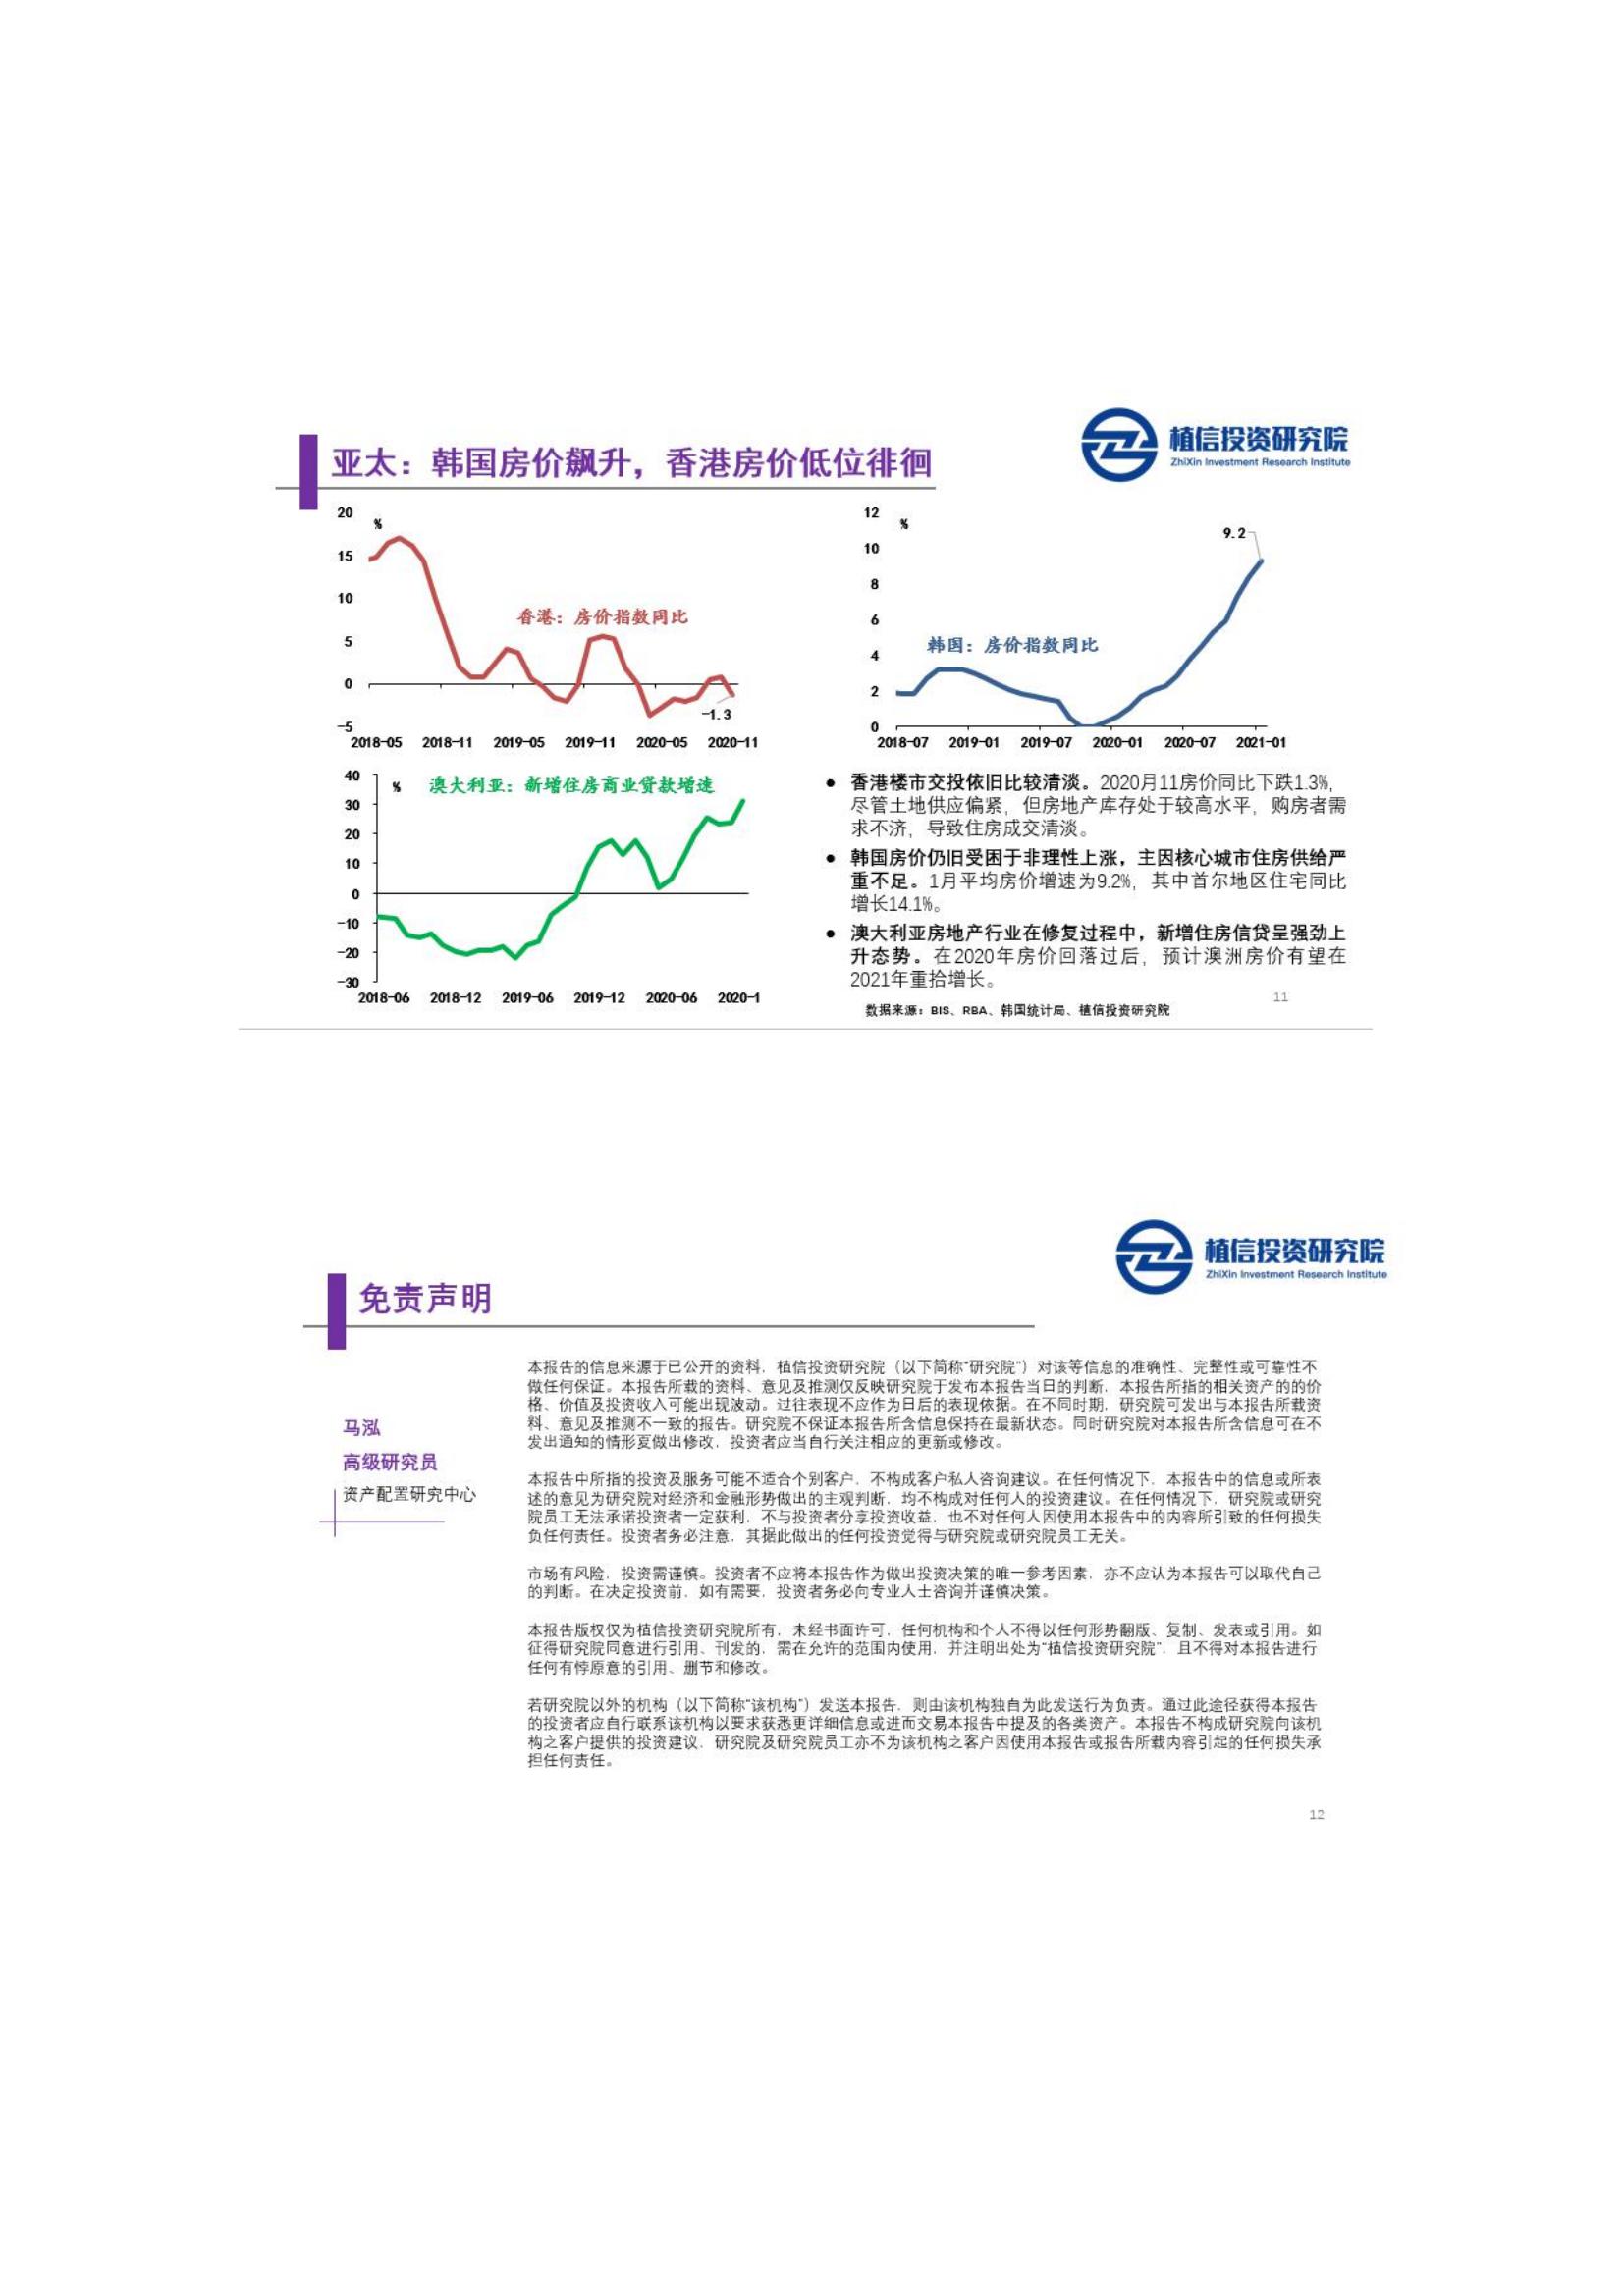 亚太：韩国房价飙升，香港房价低位徘徊
植信投资研究院
ZhiXin Investment Research Institute
20
%
15
10
香港：房价指数同比
5
0
-1.3
-5
2018-05 2018-11 2019-05 2019-11 2020-05 2020-11
12
%
9.2
10
8
6
韩国：房价指数同比
4
2
0
2018-07 2019-01 2019-07 2020-01 2020-07 2021-01
40
% 澳大利亚：新增住房商业贷款增速
30
20
10
0
-10
-20
-30
2018-06 2018-12 2019-06 2019-12 2020-06 2020-1
● 香港楼市交投依旧比较清淡。2020月11房价同比下跌1.3%，
尽管土地供应偏紧，但房地产库存处于较高水平，购房者需
求不济，导致住房成交清淡。
● 韩国房价仍旧受困于非理性上涨，主因核心城市住房供给严
重不足。1月平均房价增速为9.2%，其中首尔地区住宅同比
增长14.1%。
● 澳大利亚房地产行业在修复过程中，新增住房信贷呈强劲上
升态势。在2020年房价回落过后，预计澳洲房价有望在
2021年重拾增长。
11
数据来源：BIS、RBA、韩国统计局、植信投资研究院
植信投资研究院
ZhiXin Investment Research Institute
免责声明
马泓
高级研究员
资产配置研究中心
本报告的信息来源于已公开的资料，植信投资研究院（以下简称“研究院”）对该等信息的准确性、完整性或可靠性不
做任何保证。本报告所载的资料、意见及推测仅反映研究院于发布本报告当日的判断，本报告所指的相关资产的的价
格、价值及投资收入可能出现波动。过往表现不应作为日后的表现依据。在不同时期，研究院可发出与本报告所载资
料、意见及推测不一致的报告。研究院不保证本报告所含信息保持在最新状态。同时研究院对本报告所含信息可在不
发出通知的情形夏做出修改，投资者应当自行关注相应的更新或修改。
本报告中所指的投资及服务可能不适合个别客户，不构成客户私人咨询建议。在任何情况下，本报告中的信息或所表
述的意见为研究院对经济和金融形势做出的主观判断，均不构成对任何人的投资建议。在任何情况下，研究院或研究
院员工无法承诺投资者一定获利，不与投资者分享投资收益，也不对任何人因使用本报告中的内容所引致的任何损失
负任何责任。投资者务必注意，其据此做出的任何投资觉得与研究院或研究院员工无关。
市场有风险，投资需谨慎。投资者不应将本报告作为做出投资决策的唯一参考因素，亦不应认为本报告可以取代自己
的判断。在决定投资前，如有需要，投资者务必向专业人士咨询并谨慎决策。
本报告版权仅为植信投资研究院所有，未经书面许可，任何机构和个人不得以任何形势翻版、复制、发表或引用。如
征得研究院同意进行引用、刊发的，需在允许的范围内使用，并注明出处为“植信投资研究院”，且不得对本报告进行
任何有悖原意的引用、删节和修改。
若研究院以外的机构（以下简称“该机构”）发送本报告，则由该机构独自为此发送行为负责。通过此途径获得本报告
的投资者应自行联系该机构以要求获悉更详细信息或进而交易本报告中提及的各类资产。本报告不构成研究院向该机
构之客户提供的投资建议，研究院及研究院员工亦不为该机构之客户因使用本报告或报告所载内容引起的任何损失承
担任何责任。
12